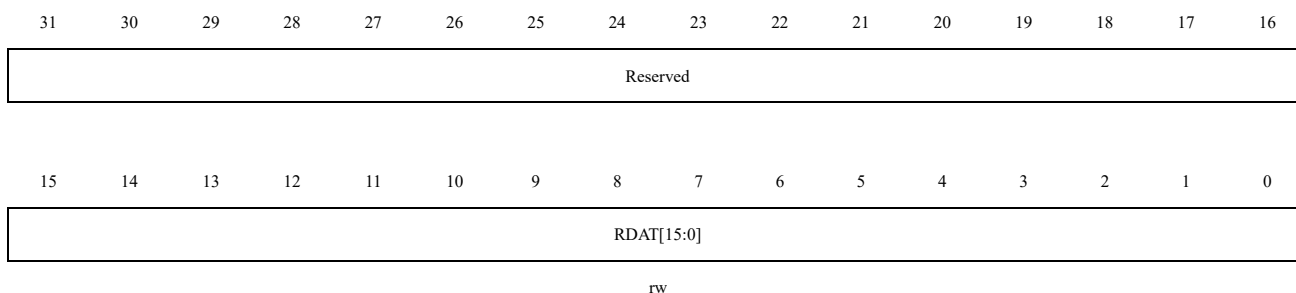 31 30 29 28 27 26 25 24 23 22 21 20 19 18 17 16
Reserved
15 14 13 12 11 10 9 8 7 6 5 4 3 2 1 0
RDAT[15:0]
rw